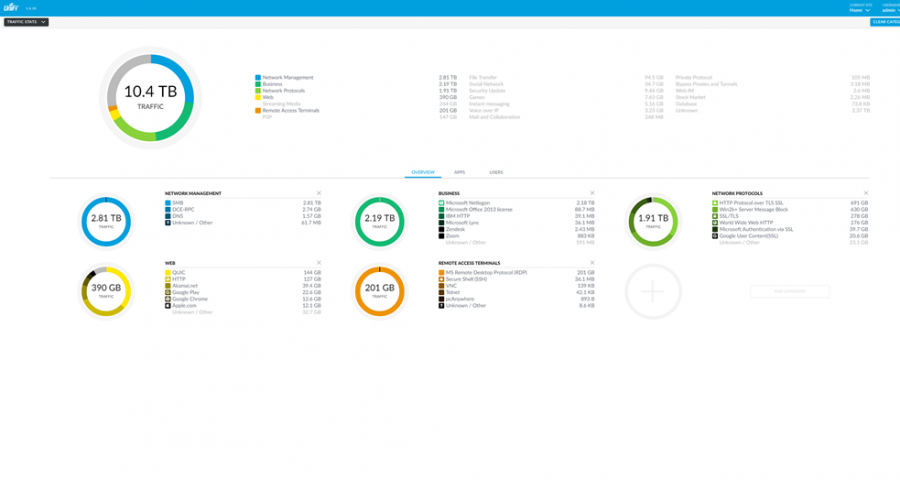 UniFi
CURRENT SITE
Home
USERNAME
admin
TRAFFIC STATS
CLEAR CATEG
10.4 TB
TRAFFIC
Network Management 2.81 TB
Business 2.19 TB
Network Protocols 1.91 TB
Web 390 GB
Streaming Media 264 GB
Remote Access Terminals 201 GB
P2P 147 GB
File Transfer 94.5 GB
Social Network 34.7 GB
Security Update 9.46 GB
Games 7.63 GB
Instant messaging 5.16 GB
Voice over IP 3.23 GB
Mail and Collaboration 248 MB
Private Protocol
Bypass Proxies and Tunnels
Web IM 3.6 MB
Stock Market 2.26 MB
Database 73.8 KB
Unknown 2.37 TB
OVERVIEW
APPS
USERS
2.81 TB
TRAFFIC
NETWORK MANAGEMENT
SMB 2.81 TB
DCE-RPC 2.74 GB
DNS 1.57 GB
Unknown / Other 61.7 MB
2.19 TB
TRAFFIC
BUSINESS
Microsoft Netlogon 2.18 TB
Microsoft Office 2013 license 88.7 MB
IBM HTTP 39.1 MB
Microsoft Lync 36.1 MB
Zendesk 2.43 MB
Zoom 883 KB
Unknown / Other 591 MB
1.91 TB
TRAFFIC
NETWORK PROTOCOLS
HTTP Protocol over TLS SSL 691 GB
Win2k+ Server Message Block 630 GB
SSL/TLS 278 GB
World Wide Web HTTP 276 GB
Microsoft Authentication via SSL 39.7 GB
Google User Content(SSL) 20.6 GB
Unknown / Other 23.1 GB
390 GB
TRAFFIC
WEB
QUIC 144 GB
HTTP 127 GB
Akamai.net 39.4 GB
Google Play 22.6 GB
Google Chrome 12.6 GB
Apple.com 12.1 GB
Unknown / Other 32.7 GB
201 GB
TRAFFIC
REMOTE ACCESS TERMINALS
MS Remote Desktop Protocol (RDP) 201 GB
Secure Shell (SSH) 36.1 MB
VNC 139 KB
Telnet 42.1 KB
pcAnywhere 893 B
Unknown / Other 8.6 KB